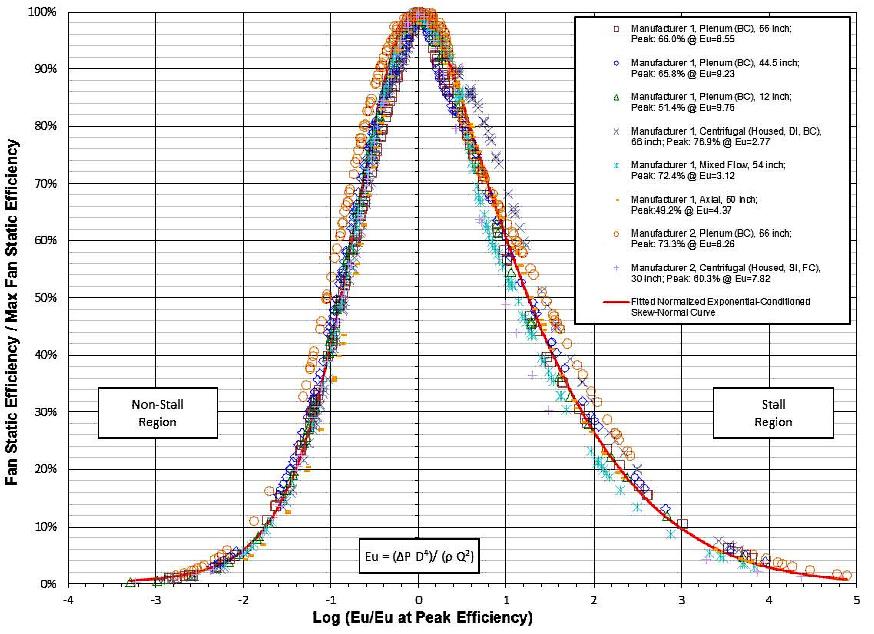 100%
90%
80%
70%
60%
50%
40%
30%
20%
10%
0%
Fan Static Efficiency / Max Fan Static Efficiency
Manufacturer 1, Plenum (BC), 66 inch;
Peak: 66.0% @ Eu=8.55
Manufacturer 1, Plenum (BC), 44.5 inch;
Peak: 65.8% @ Eu=9.23
Manufacturer 1, Plenum (BC), 12 inch;
Peak: 51.4% @ Eu=9.76
Manufacturer 1, Centrifugal (Housed, DI, BC),
66 inch; Peak: 76.9% @ Eu=2.77
Manufacturer 1, Mixed Flow, 54 inch;
Peak: 72.4% @ Eu=3.12
Manufacturer 1, Axial, 60 inch;
Peak:49.2% @ Eu=4.37
Manufacturer 2, Plenum (BC), 66 inch;
Peak: 73.3% @ Eu=8.26
Manufacturer 2, Centrifugal (Housed, SI, FC),
30 inch; Peak: 60.3% @ Eu=7.82
Fitted Normalized Exponential-Conditioned
Skew-Normal Curve
Non-Stall
Region
Stall
Region
Eu = (ΔP D⁴)/ (ρ Q²)
-4 -3 -2 -1 0 1 2 3 4 5
Log (Eu/Eu at Peak Efficiency)